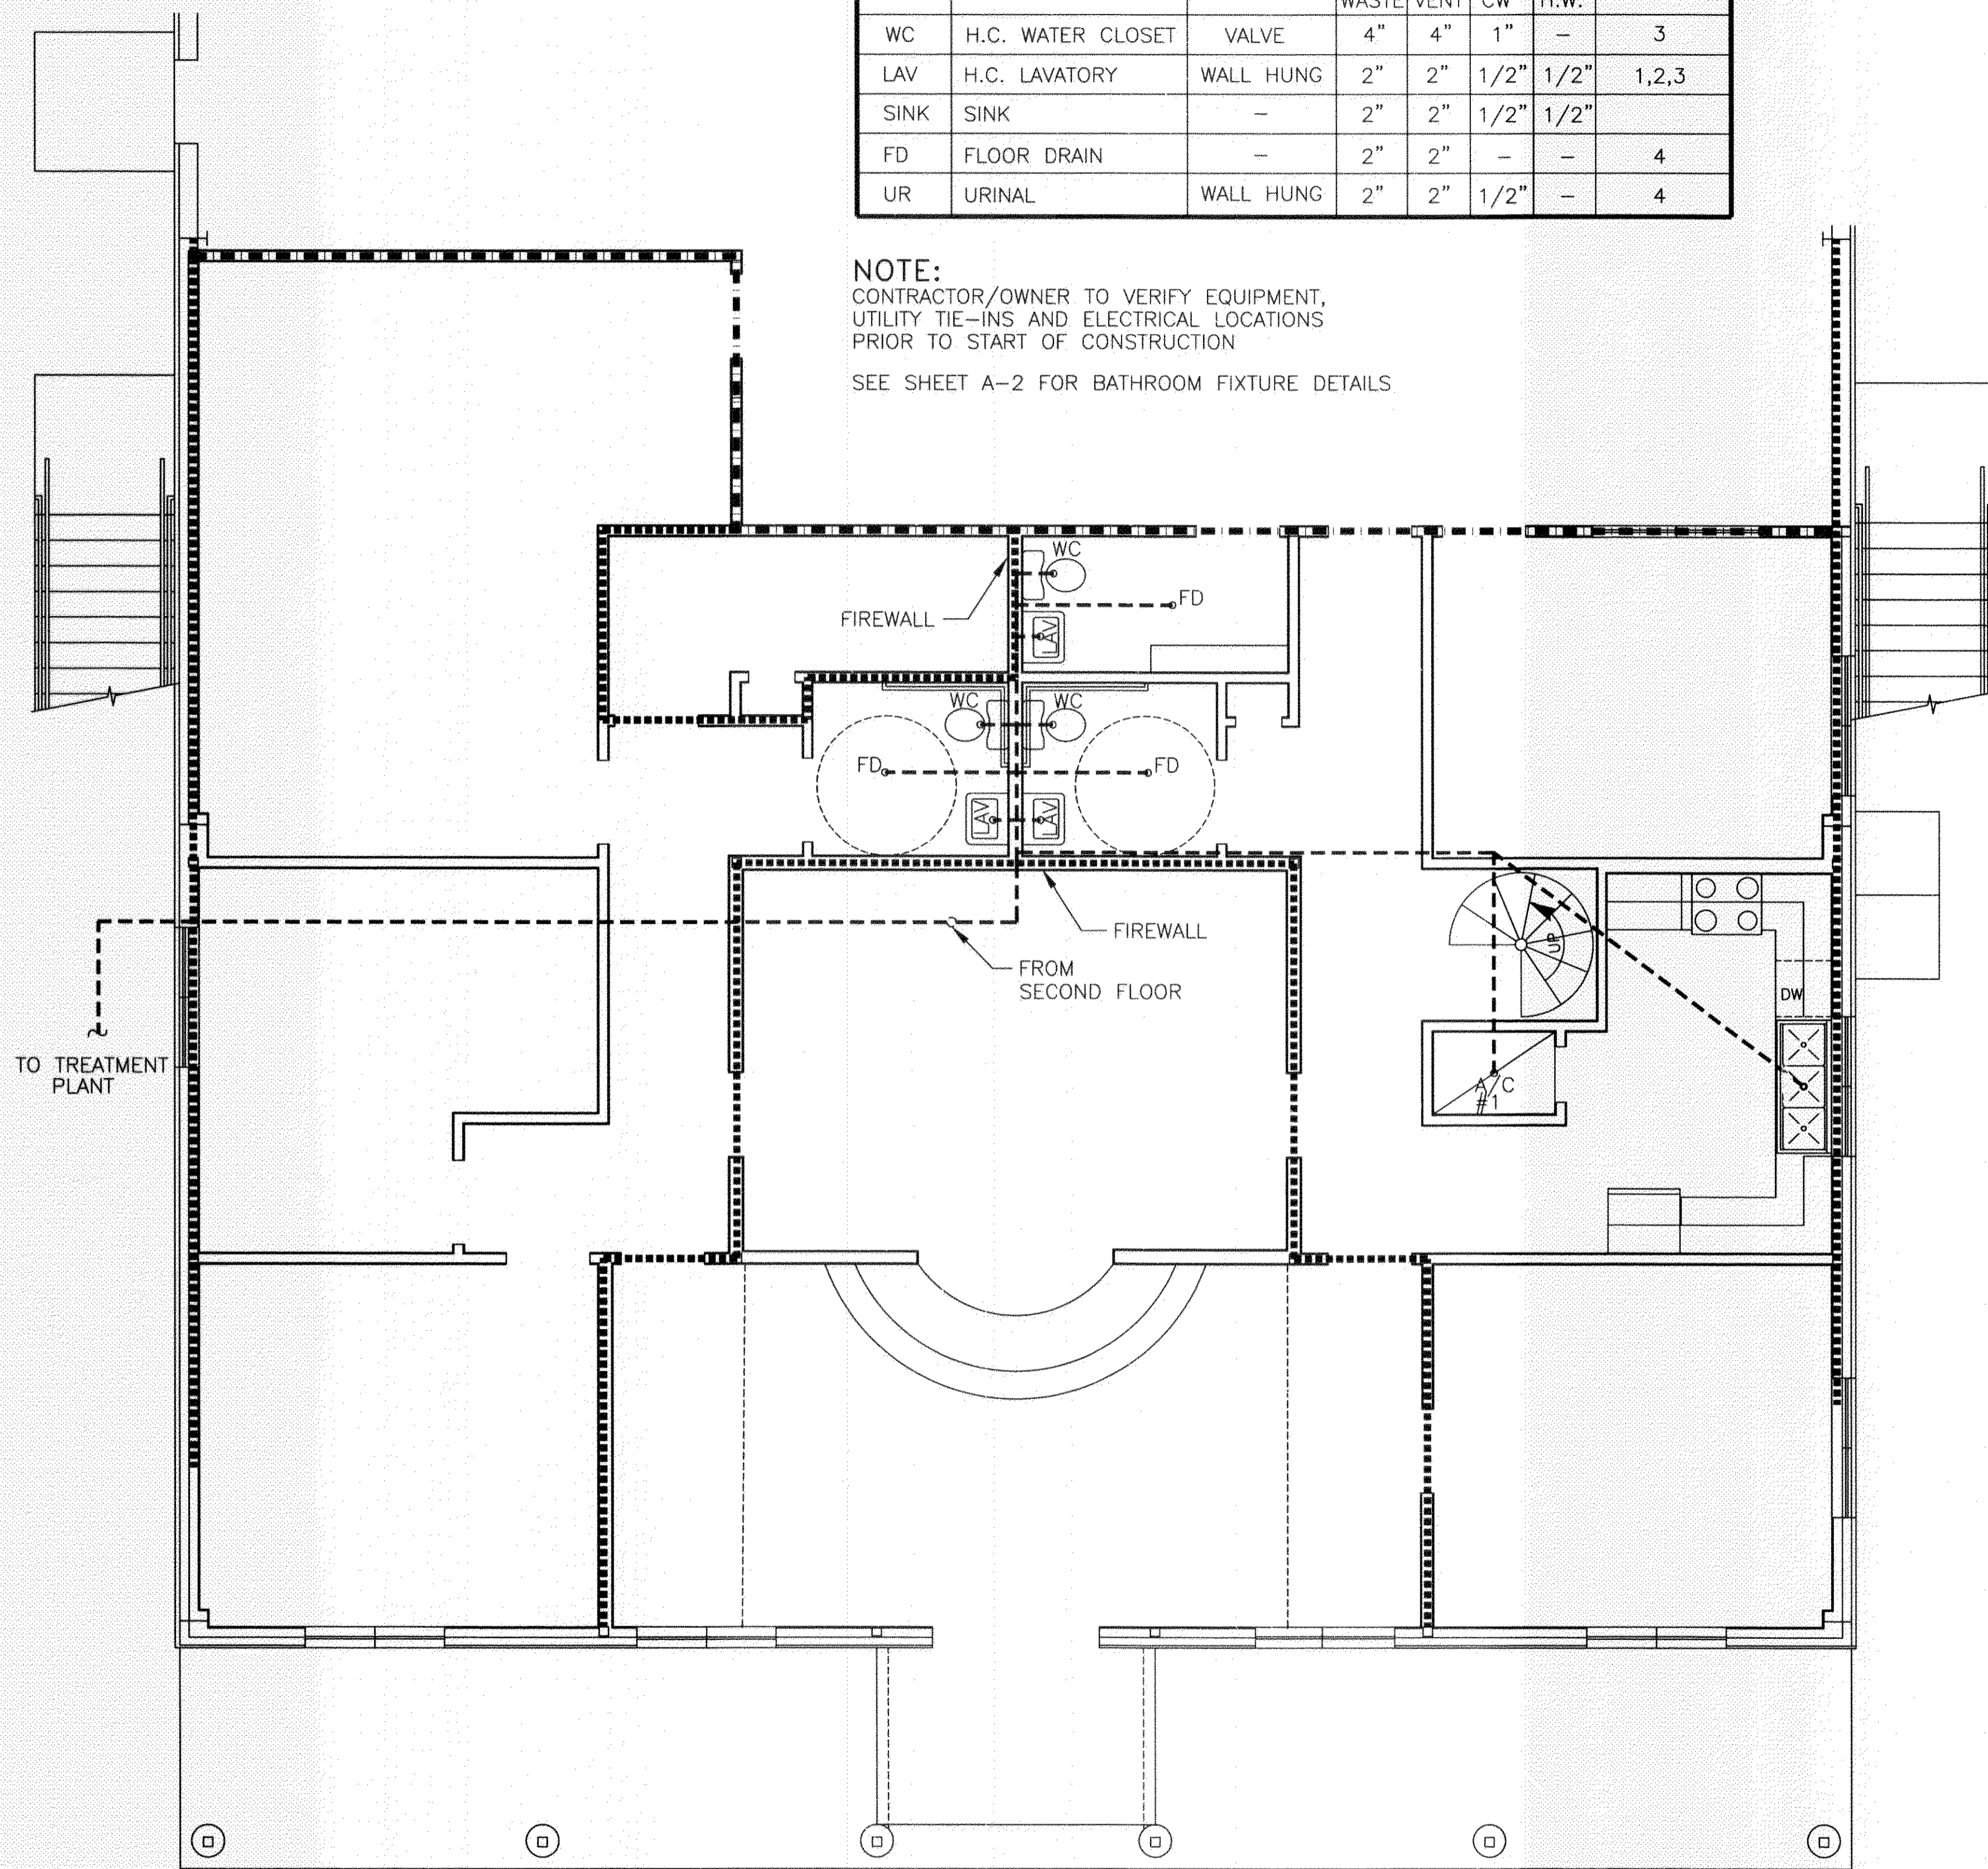 WASTE VENT CW H.W.
WC H.C. WATER CLOSET VALVE 4" 4" 1" – 3
LAV H.C. LAVATORY WALL HUNG 2" 2" 1/2" 1/2" 1,2,3
SINK SINK – 2" 2" 1/2" 1/2"
FD FLOOR DRAIN – 2" 2" – – 4
UR URINAL WALL HUNG 2" 2" 1/2" – 4
NOTE:
CONTRACTOR/OWNER TO VERIFY EQUIPMENT,
UTILITY TIE-INS AND ELECTRICAL LOCATIONS
PRIOR TO START OF CONSTRUCTION
SEE SHEET A-2 FOR BATHROOM FIXTURE DETAILS
WC
FD
FIREWALL
LAV
WC
WC
FD
FD
LAV
LAV
FIREWALL
UP
FROM
SECOND FLOOR
DW
TO TREATMENT
PLANT
A/C
#1